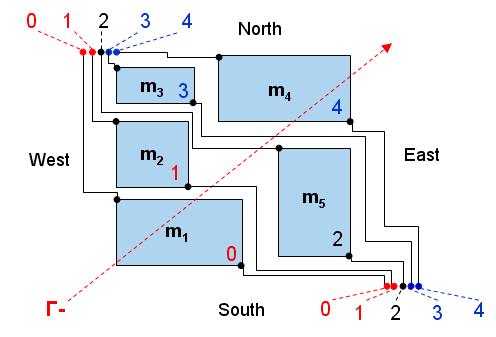 0 1 2 3 4
North
m3 3
m4 4
West
East
m2 1
m5 2
m1 0
Γ-
South
0 1 2 3 4